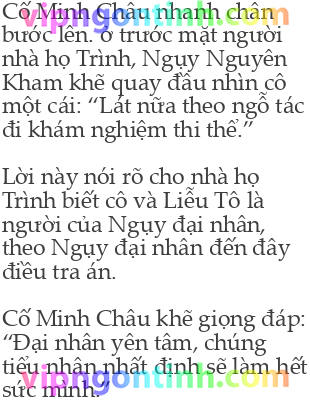 Cố Minh Châu nhanh chân
bước lên. ở trước mặt người
nhà họ Trình, Ngụy Nguyên
Kham khẽ quay đầu nhìn cô
một cái: “Lát nữa theo ngỗ tác
đi khám nghiệm thi thể.”

Lời này nói rõ cho nhà họ
Trình biết cô và Liễu Tô là
người của Ngụy đại nhân,
theo Ngụy đại nhân đến đây
điều tra án.

Cố Minh Châu khẽ giọng đáp:
“Đại nhân yên tâm, chúng
tiểu nhân nhất định sẽ làm hết
sức mình.”
vipngontinh.com
vipngontinh.com
vipngontinh.com